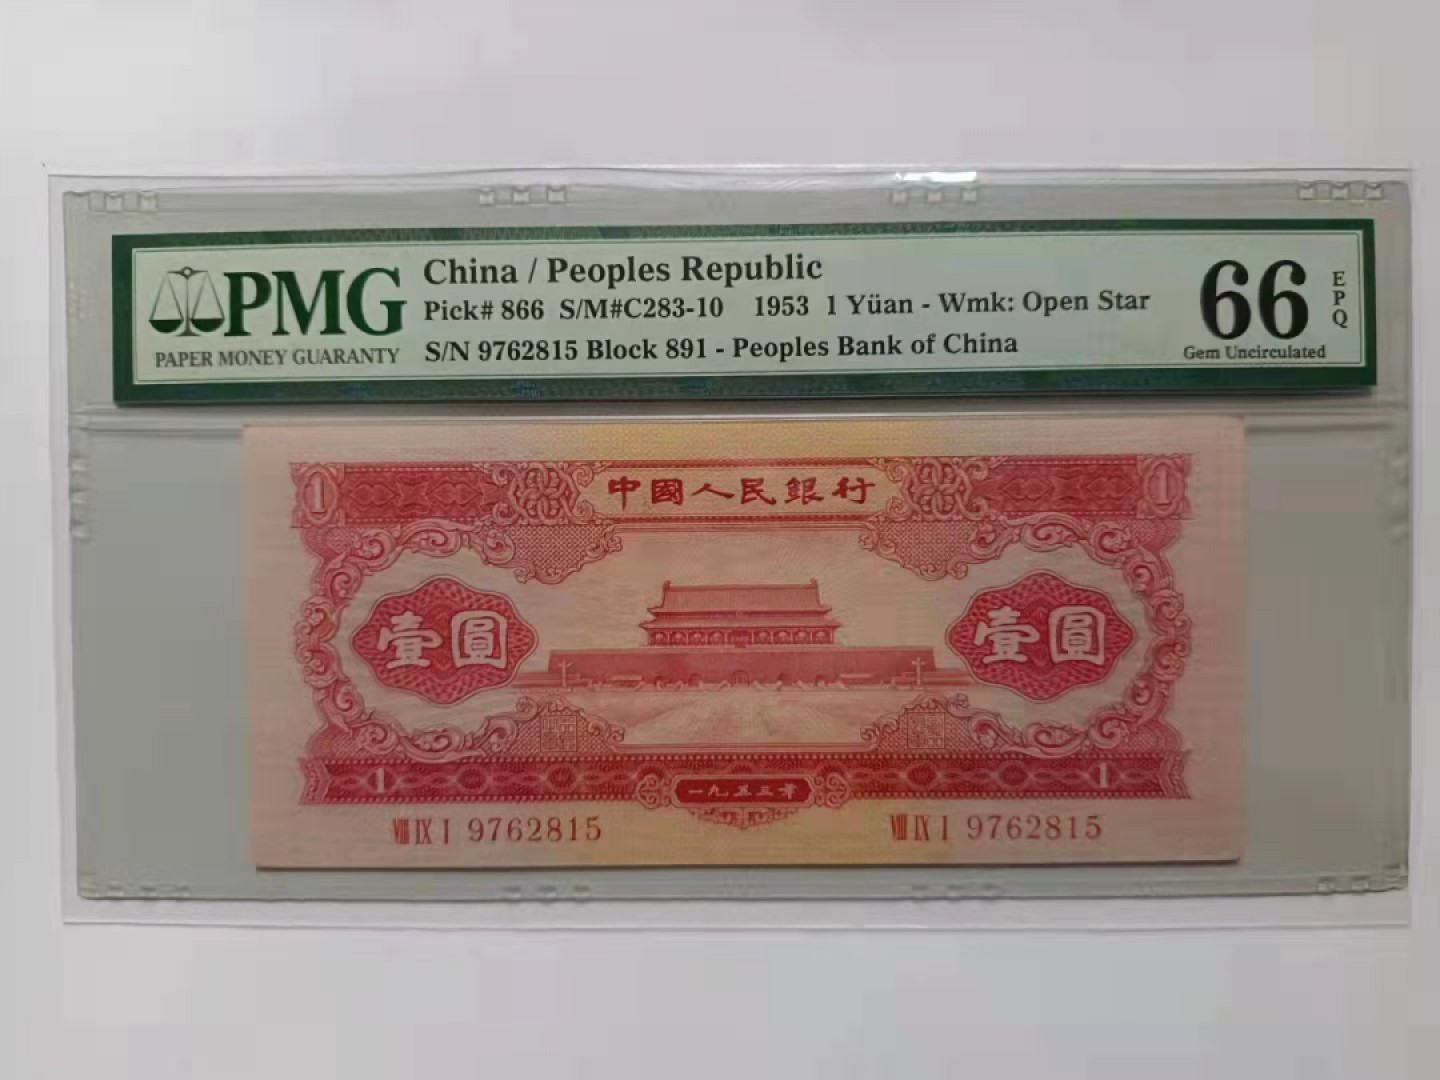 PMG
PAPER MONEY GUARANTY
China / Peoples Republic
Pick# 866 S/M#C283-10 1953 1 Yüan - Wmk: Open Star
S/N 9762815 Block 891 - Peoples Bank of China
66
EPQ
Gem Uncirculated
1 中國人民銀行 1
壹圓 壹圓
1 一九五三年 1
VIII IX I 9762815 VIII IX I 9762815